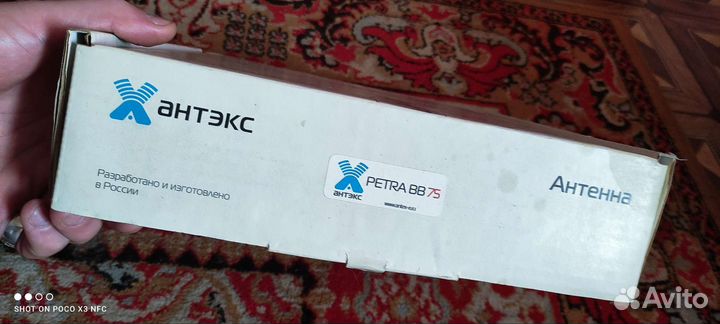 АНТЭКС
Разработано и изготовлено
в России
PETRA BB 75
АНТЭКС
Антенна
SHOT ON POCO X3 NFC
Avito